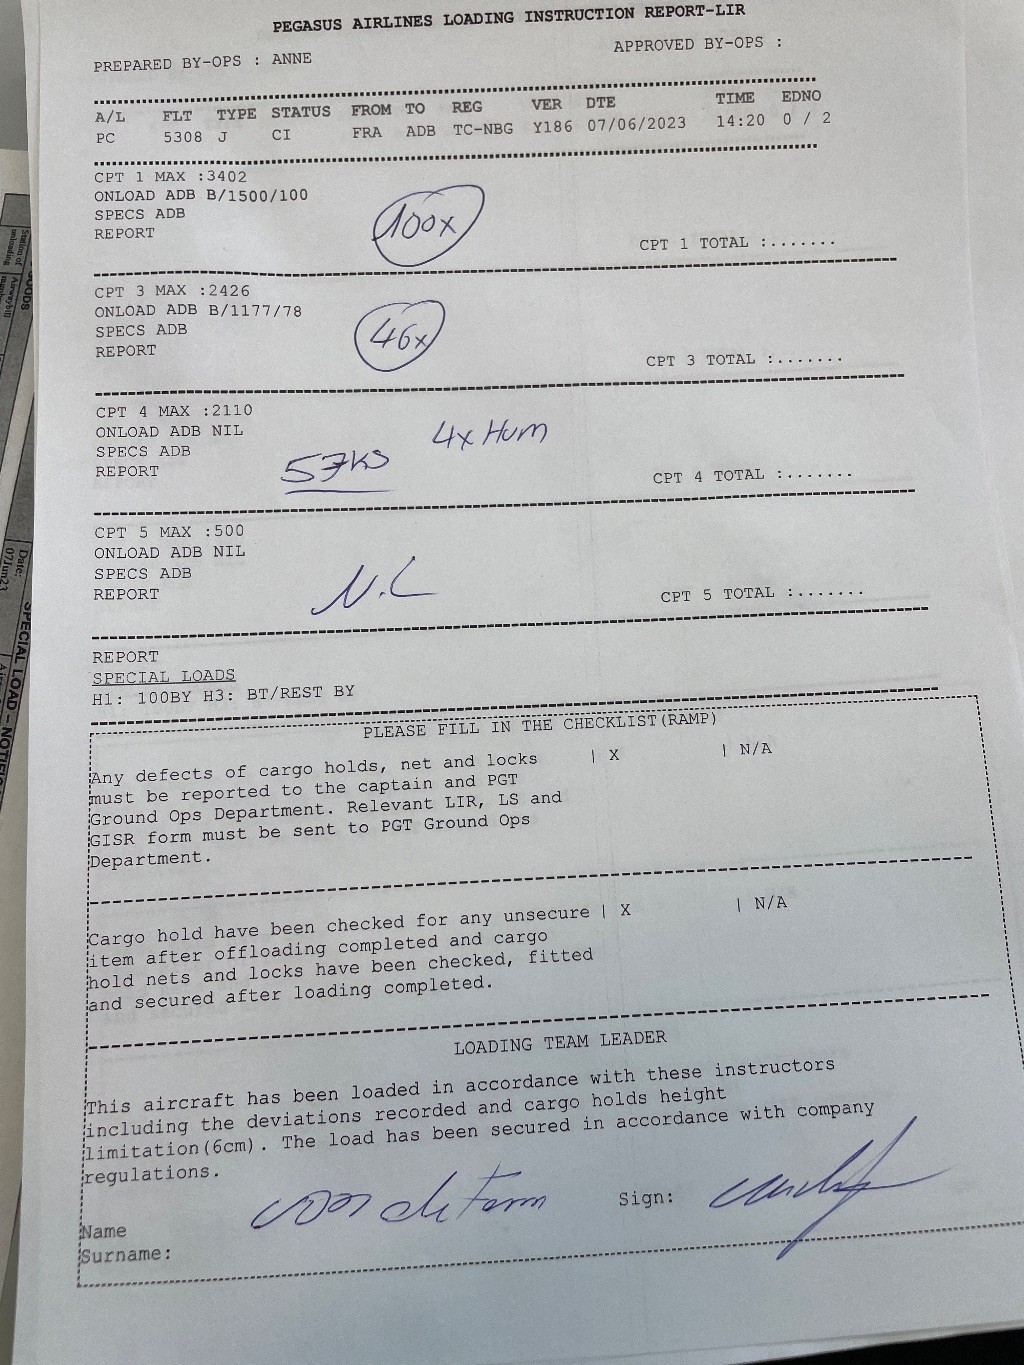 PEGASUS AIRLINES LOADING INSTRUCTION REPORT-LIR
PREPARED BY-OPS : ANNE APPROVED BY-OPS :
A/L FLT TYPE STATUS FROM TO REG VER DTE TIME EDNO
PC 5308 J CI FRA ADB TC-NBG Y186 07/06/2023 14:20 0 / 2
CPT 1 MAX :3402
ONLOAD ADB B/1500/100
SPECS ADB
REPORT
100x
CPT 1 TOTAL :.......
CPT 3 MAX :2426
ONLOAD ADB B/1177/78
SPECS ADB
REPORT
46x
CPT 3 TOTAL :.......
CPT 4 MAX :2110
ONLOAD ADB NIL
4x Hum
SPECS ADB
REPORT
CPT 4 TOTAL :.......
CPT 5 MAX :500
ONLOAD ADB NIL
SPECS ADB
REPORT
N.L
CPT 5 TOTAL :.......
REPORT
SPECIAL LOADS
H1: 100BY H3: BT/REST BY
PLEASE FILL IN THE CHECKLIST(RAMP)
Any defects of cargo holds, net and locks | X | N/A
must be reported to the captain and PGT
Ground Ops Department. Relevant LIR, LS and
GISR form must be sent to PGT Ground Ops
Department.
Cargo hold have been checked for any unsecure | X | N/A
item after offloading completed and cargo
hold nets and locks have been checked, fitted
and secured after loading completed.
LOADING TEAM LEADER
This aircraft has been loaded in accordance with these instructors
including the deviations recorded and cargo holds height
limitation(6cm). The load has been secured in accordance with company
regulations.
Sign:
Name
Surname:
Station of
unloading
Date:
07Jun23
SPECIAL LOAD - NOTIFIC